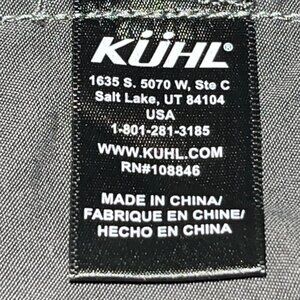 KÜHL®
1635 S. 5070 W, Ste C
Salt Lake, UT 84104
USA
1-801-281-3185
WWW.KUHL.COM
RN#108846
MADE IN CHINA/
FABRIQUE EN CHINE/
HECHO EN CHINA